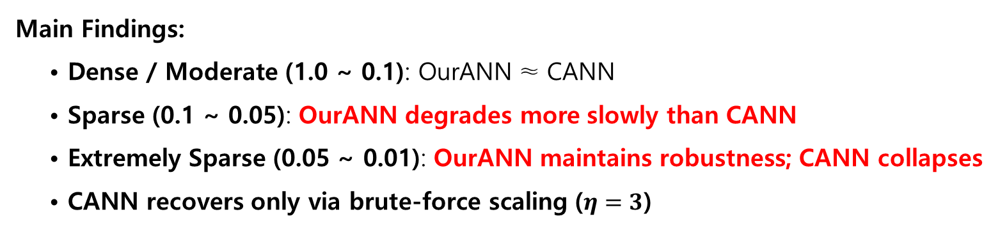 Main Findings:
• Dense / Moderate (1.0 ~ 0.1): OurANN ≈ CANN
• Sparse (0.1 ~ 0.05): OurANN degrades more slowly than CANN
• Extremely Sparse (0.05 ~ 0.01): OurANN maintains robustness; CANN collapses
• CANN recovers only via brute-force scaling (η = 3)